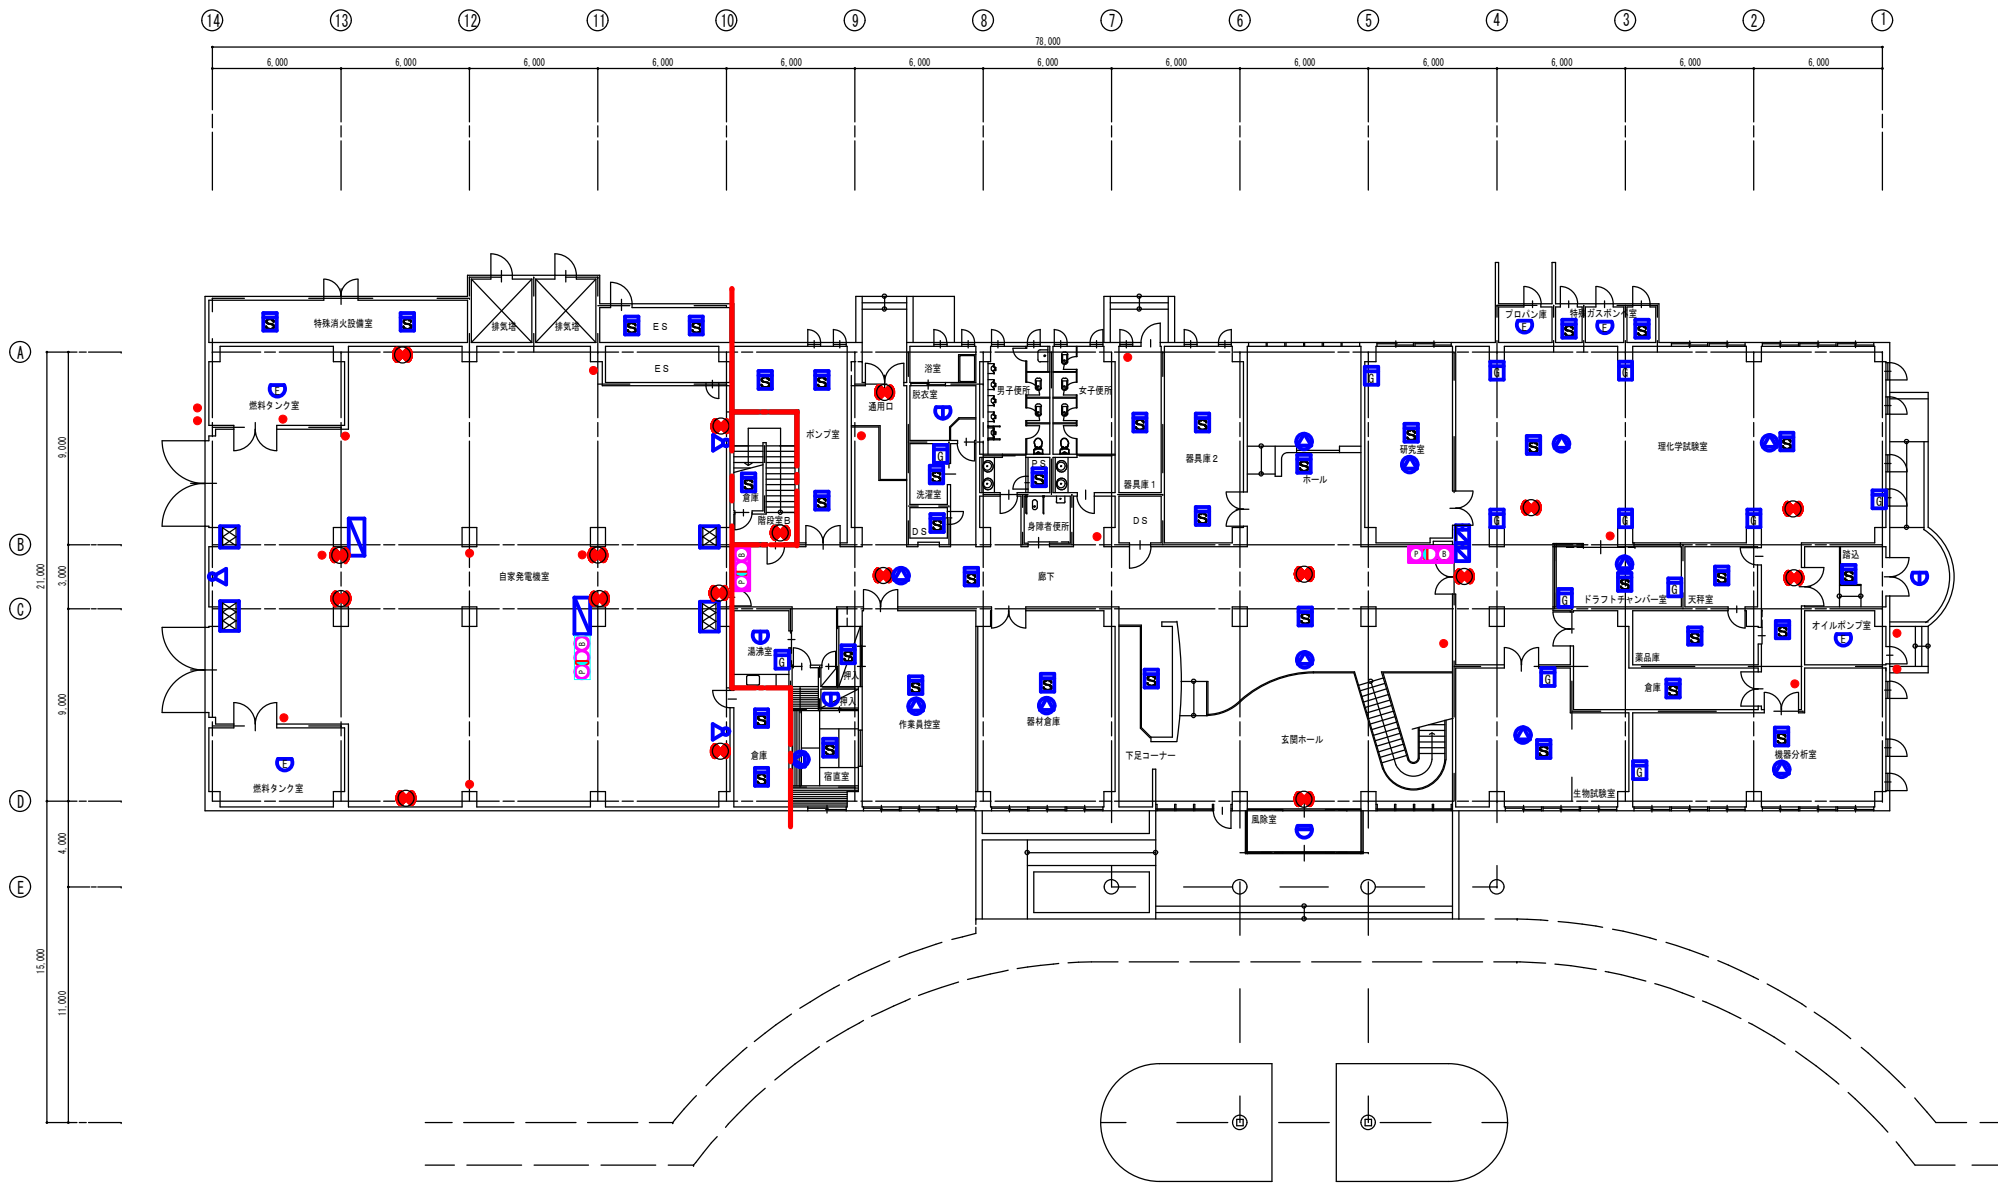 14 13 12 11 10 9 8 7 6 5 4 3 2 1
78,000
6,000 6,000 6,000 6,000 6,000 6,000 6,000 6,000 6,000 6,000 6,000 6,000 6,000
プロパン庫
特殊ガスボンベ室
特殊消火設備室
排気塔
排気塔
ES
ES
A
燃料タンク室
通用口
浴室
脱衣室
男子便所
女子便所
ポンプ室
倉庫
階段室B
洗濯室
DS
PS
身障者便所
器具庫1
器具庫2
DS
ホール
研究室
理化学試験室
9,000
B
自家発電機室
廊下
ドラフトチャンバー室
天秤室
踏込
21,000
3,000
C
湯沸室
押入
押入
薬品庫
オイルポンプ室
倉庫
倉庫
宿直室
作業員控室
器材倉庫
下足コーナー
玄関ホール
生物試験室
機器分析室
9,000
燃料タンク室
D
風除室
4,000
E
15,000
11,000